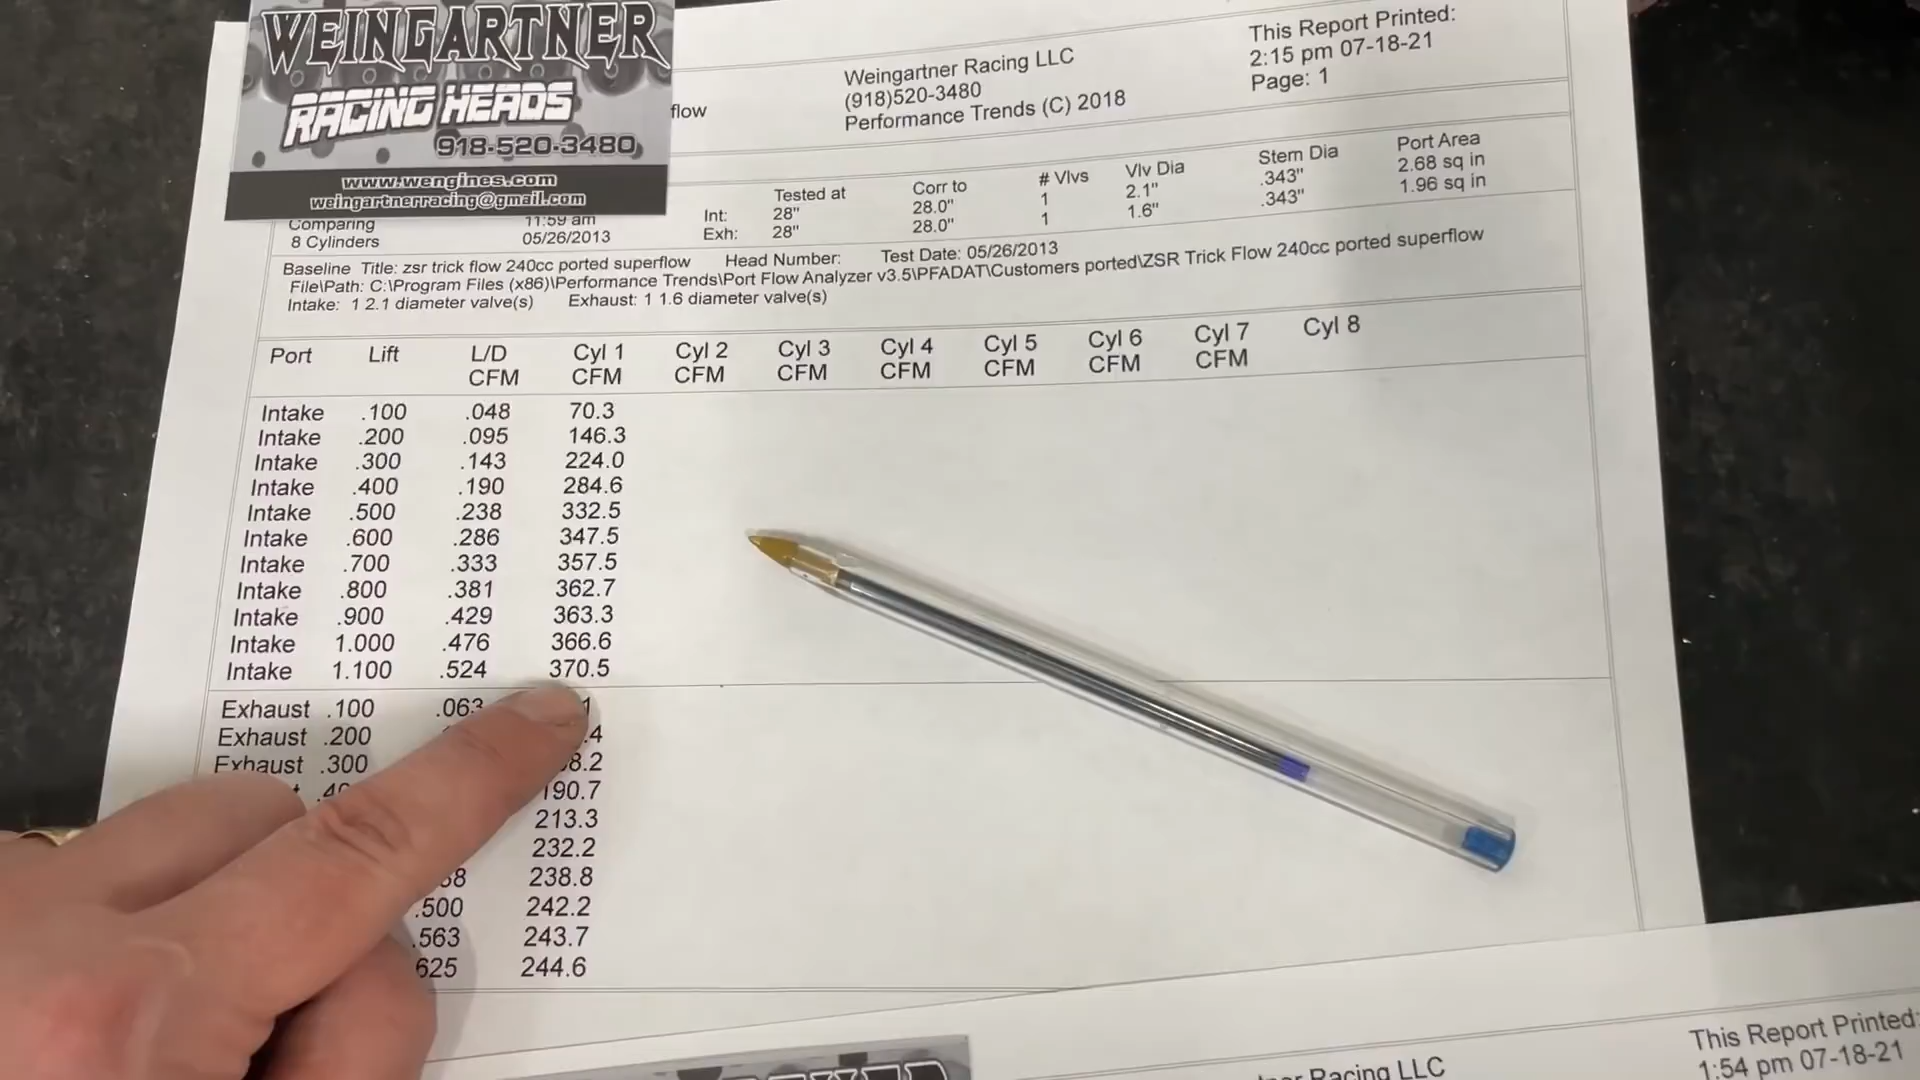 WEINGARTNER
RACING HEADS
918-520-3480
www.wengines.com
weingartnerracing@gmail.com
flow
Weingartner Racing LLC
(918)520-3480
Performance Trends (C) 2018
This Report Printed:
2:15 pm 07-18-21
Page: 1
Comparing 11:59 am
8 Cylinders 05/26/2013
Tested at Corr to # Vlvs Vlv Dia Stem Dia Port Area
Int: 28" 28.0" 1 2.1" .343" 2.68 sq in
Exh: 28" 28.0" 1 1.6" .343" 1.96 sq in
Baseline Title: zsr trick flow 240cc ported superflow Head Number: Test Date: 05/26/2013
File\Path: C:\Program Files (x86)\Performance Trends\Port Flow Analyzer v3.5\PFADAT\Customers ported\ZSR Trick Flow 240cc ported superflow
Intake: 1 2.1 diameter valve(s) Exhaust: 1 1.6 diameter valve(s)
Port Lift L/D Cyl 1 Cyl 2 Cyl 3 Cyl 4 Cyl 5 Cyl 6 Cyl 7 Cyl 8
CFM CFM CFM CFM CFM CFM CFM CFM
Intake .100 .048 70.3
Intake .200 .095 146.3
Intake .300 .143 224.0
Intake .400 .190 284.6
Intake .500 .238 332.5
Intake .600 .286 347.5
Intake .700 .333 357.5
Intake .800 .381 362.7
Intake .900 .429 363.3
Intake 1.000 .476 366.6
Intake 1.100 .524 370.5
Exhaust .100 .063 1
Exhaust .200 .4
Exhaust .300 8.2
.40 190.7
213.3
232.2
238.8
.500 242.2
.563 243.7
625 244.6
This Report Printed:
1:54 pm 07-18-21
Racing LLC